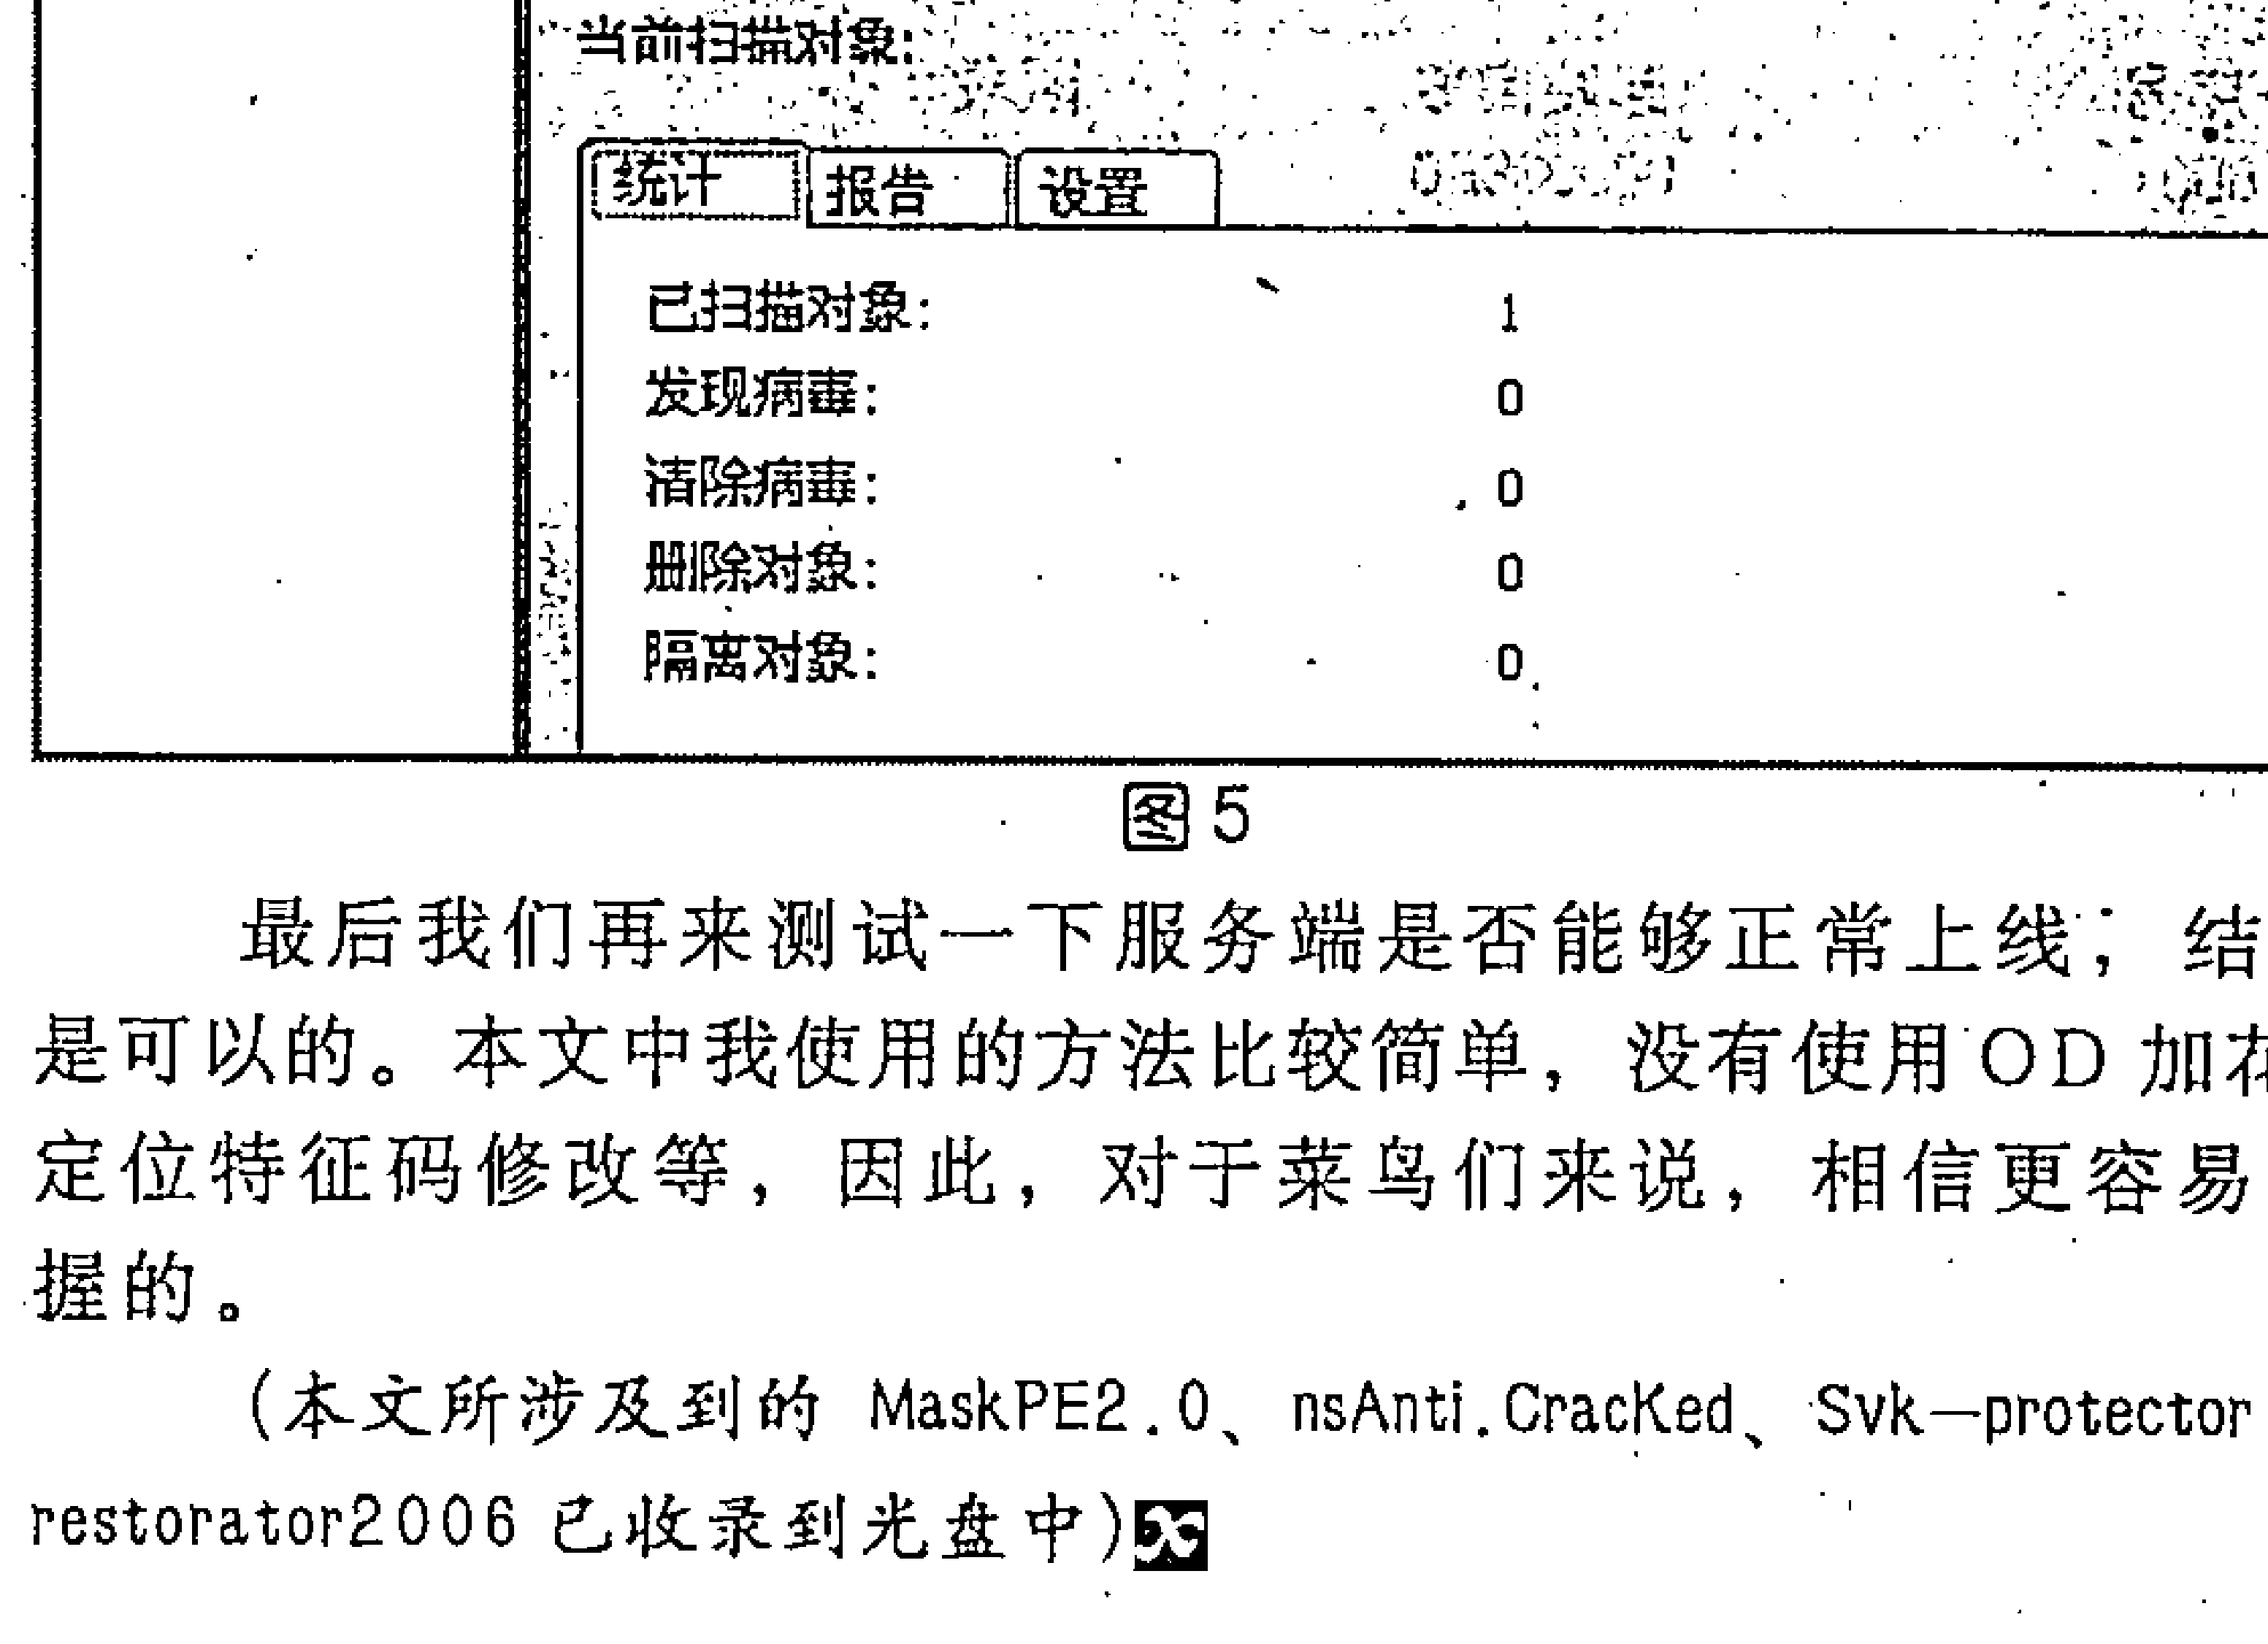 当前扫描对象:
统计 报告 设置
已扫描对象: 1
发现病毒: 0
清除病毒: 0
删除对象: 0
隔离对象: 0
图5
最后我们再来测试一下服务端是否能够正常上线，结
是可以的。本文中我使用的方法比较简单，没有使用OD 加花
定位特征码修改等，因此，对于菜鸟们来说，相信更容易
握的。
(本文所涉及到的 MaskPE2.0、nsAnti.CracKed、Svk—protector
restorator2006 已收录到光盘中)